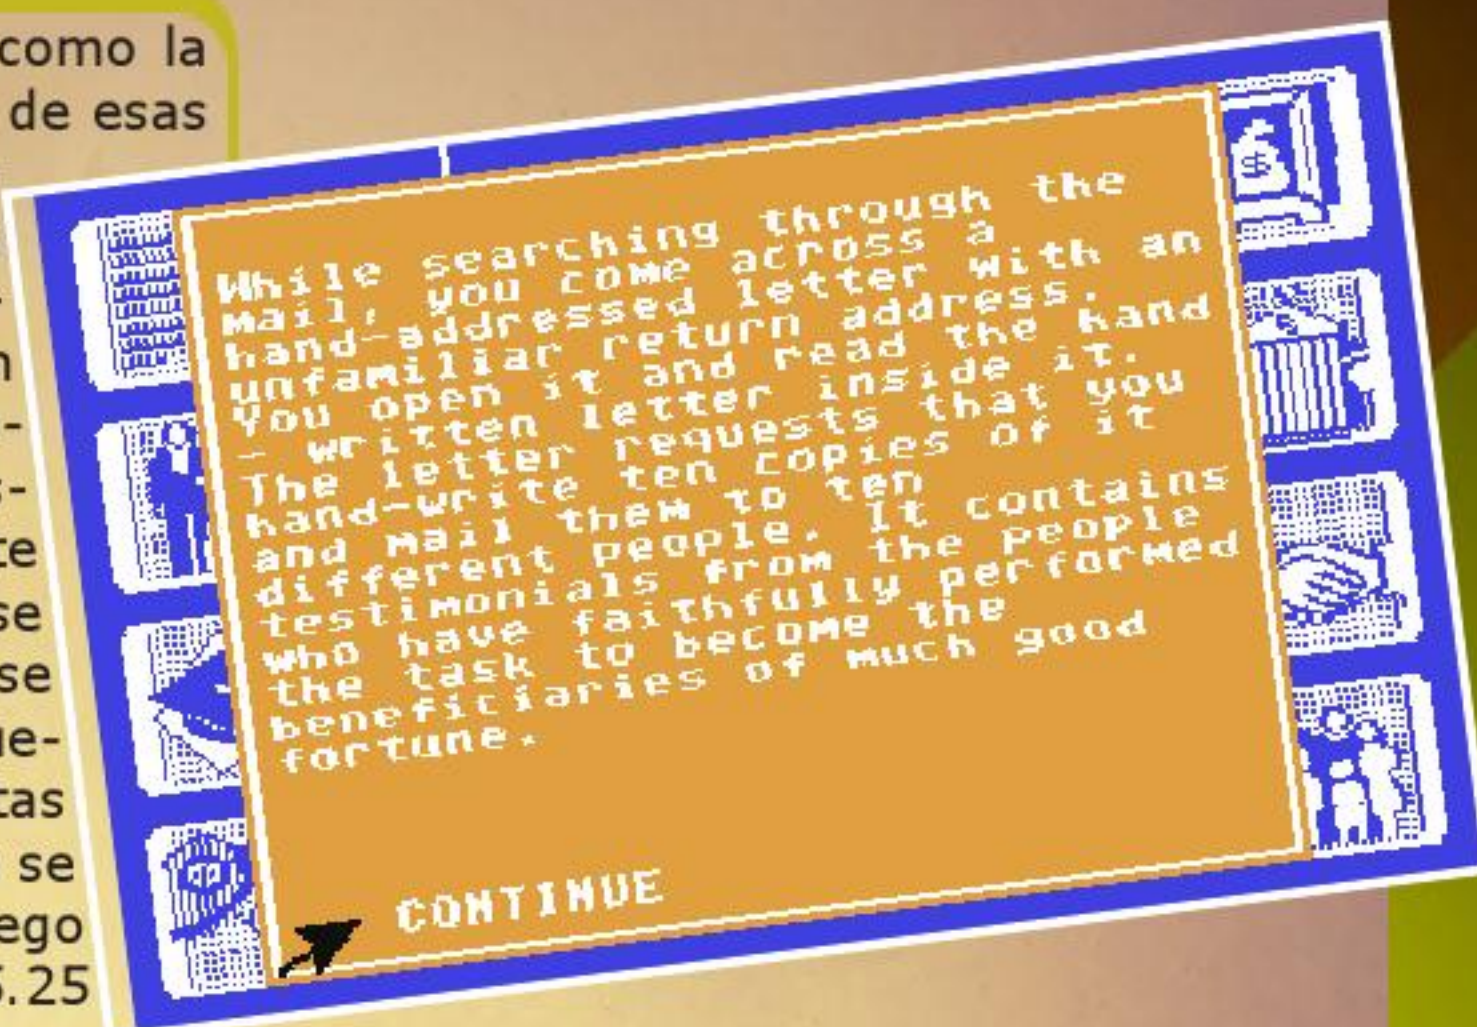 como la
de esas
n
-
s-
te
se
se
ue-
tas
se
ego
5.25
While searching through the
mail, you come across a
hand-addressed letter with an
unfamiliar return address.
You open it and read the hand
- written letter inside it.
The letter requests that you
hand-write ten copies of it
and mail them to ten
different people. It contains
testimonials from the people
who have faithfully performed
the task to become the
beneficiaries of much good
fortune.
CONTINUE
$